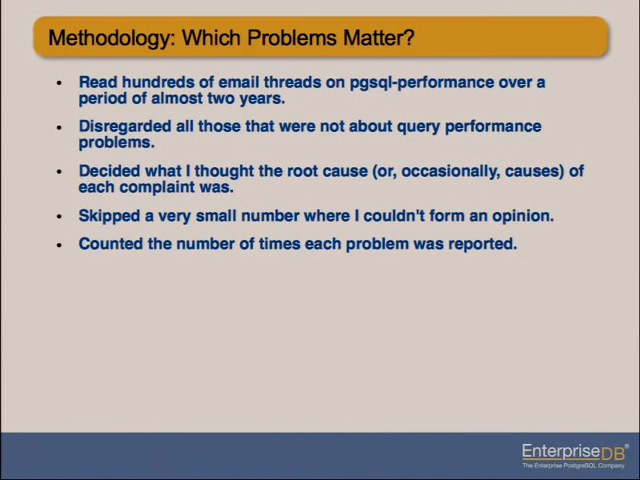 Methodology: Which Problems Matter?
• Read hundreds of email threads on pgsql-performance over a
period of almost two years.
• Disregarded all those that were not about query performance
problems.
• Decided what I thought the root cause (or, occasionally, causes) of
each complaint was.
• Skipped a very small number where I couldn't form an opinion.
• Counted the number of times each problem was reported.
EnterpriseDB®
The Enterprise PostgreSQL Company